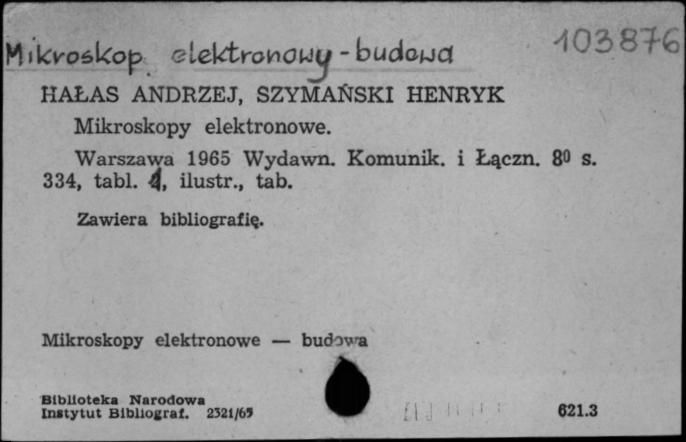 Mikroskop elektronowy - budowa
103876
HAŁAS ANDRZEJ, SZYMAŃSKI HENRYK
Mikroskopy elektronowe.
Warszawa 1965 Wydawn. Komunik. i Łączn. 8⁰ s.
334, tabl. 1, ilustr., tab.
Zawiera bibliografię.
Mikroskopy elektronowe — budowa
Biblioteka Narodowa
Instytut Bibliograf. 2321/65
621.3